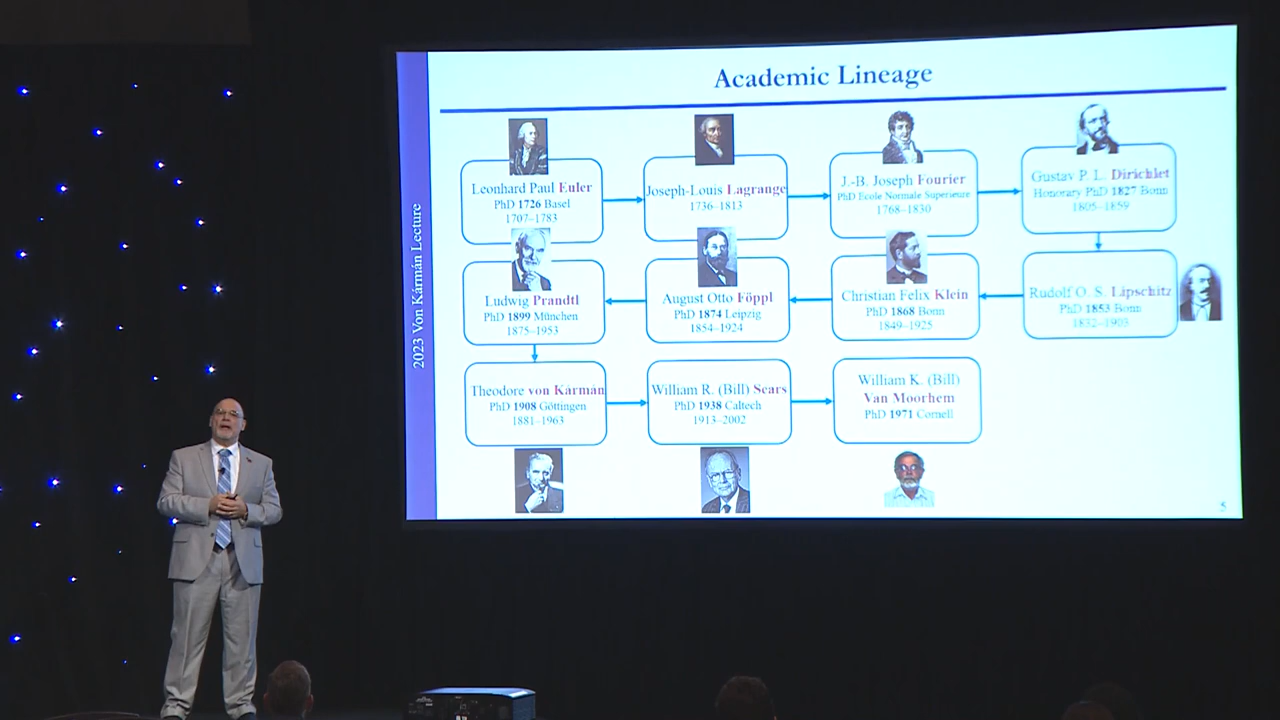 Academic Lineage
2023 Von Kármán Lecture
Leonhard Paul Euler
PhD 1726 Basel
1707–1783
Joseph-Louis Lagrange
1736–1813
J.-B. Joseph Fourier
PhD Ecole Normale Superieure
1768–1830
Gustav P. L. Dirichlet
Honorary PhD 1827 Bonn
1805–1859
Rudolf O. S. Lipschitz
PhD 1853 Bonn
1832–1903
Christian Felix Klein
PhD 1868 Bonn
1849–1925
August Otto Föppl
PhD 1874 Leipzig
1854–1924
Ludwig Prandtl
PhD 1899 München
1875–1953
Theodore von Kármán
PhD 1908 Göttingen
1881–1963
William R. (Bill) Sears
PhD 1938 Caltech
1913–2002
William K. (Bill)
Van Moorhem
PhD 1971 Cornell
5